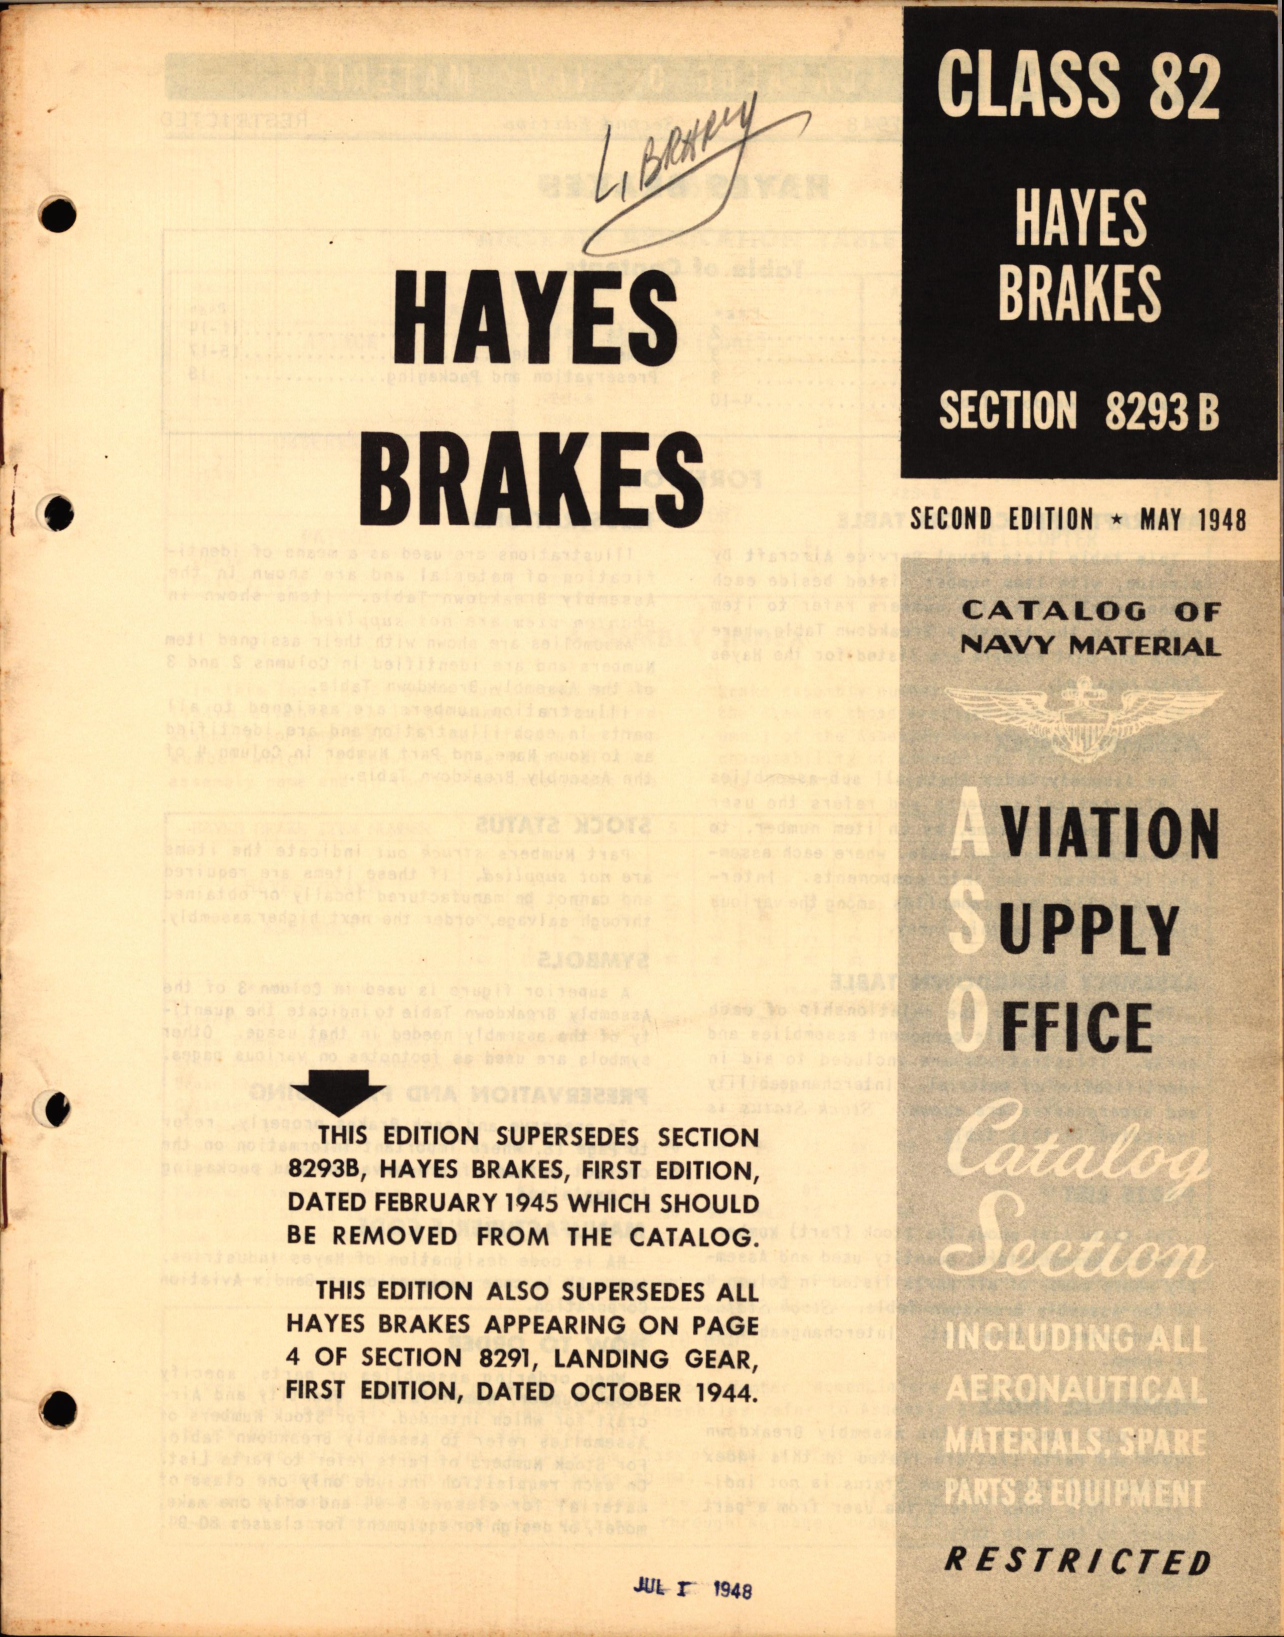 CLASS 82
HAYES
BRAKES
SECTION 8293 B
LIBRARY
HAYES
BRAKES
SECOND EDITION ★ MAY 1948
CATALOG OF
NAVY MATERIAL
AVIATION
SUPPLY
OFFICE
Catalog
Section
INCLUDING ALL
AERONAUTICAL
MATERIALS, SPARE
PARTS & EQUIPMENT
RESTRICTED
THIS EDITION SUPERSEDES SECTION
8293B, HAYES BRAKES, FIRST EDITION,
DATED FEBRUARY 1945 WHICH SHOULD
BE REMOVED FROM THE CATALOG.
THIS EDITION ALSO SUPERSEDES ALL
HAYES BRAKES APPEARING ON PAGE
4 OF SECTION 8291, LANDING GEAR,
FIRST EDITION, DATED OCTOBER 1944.
JUL 1 1948